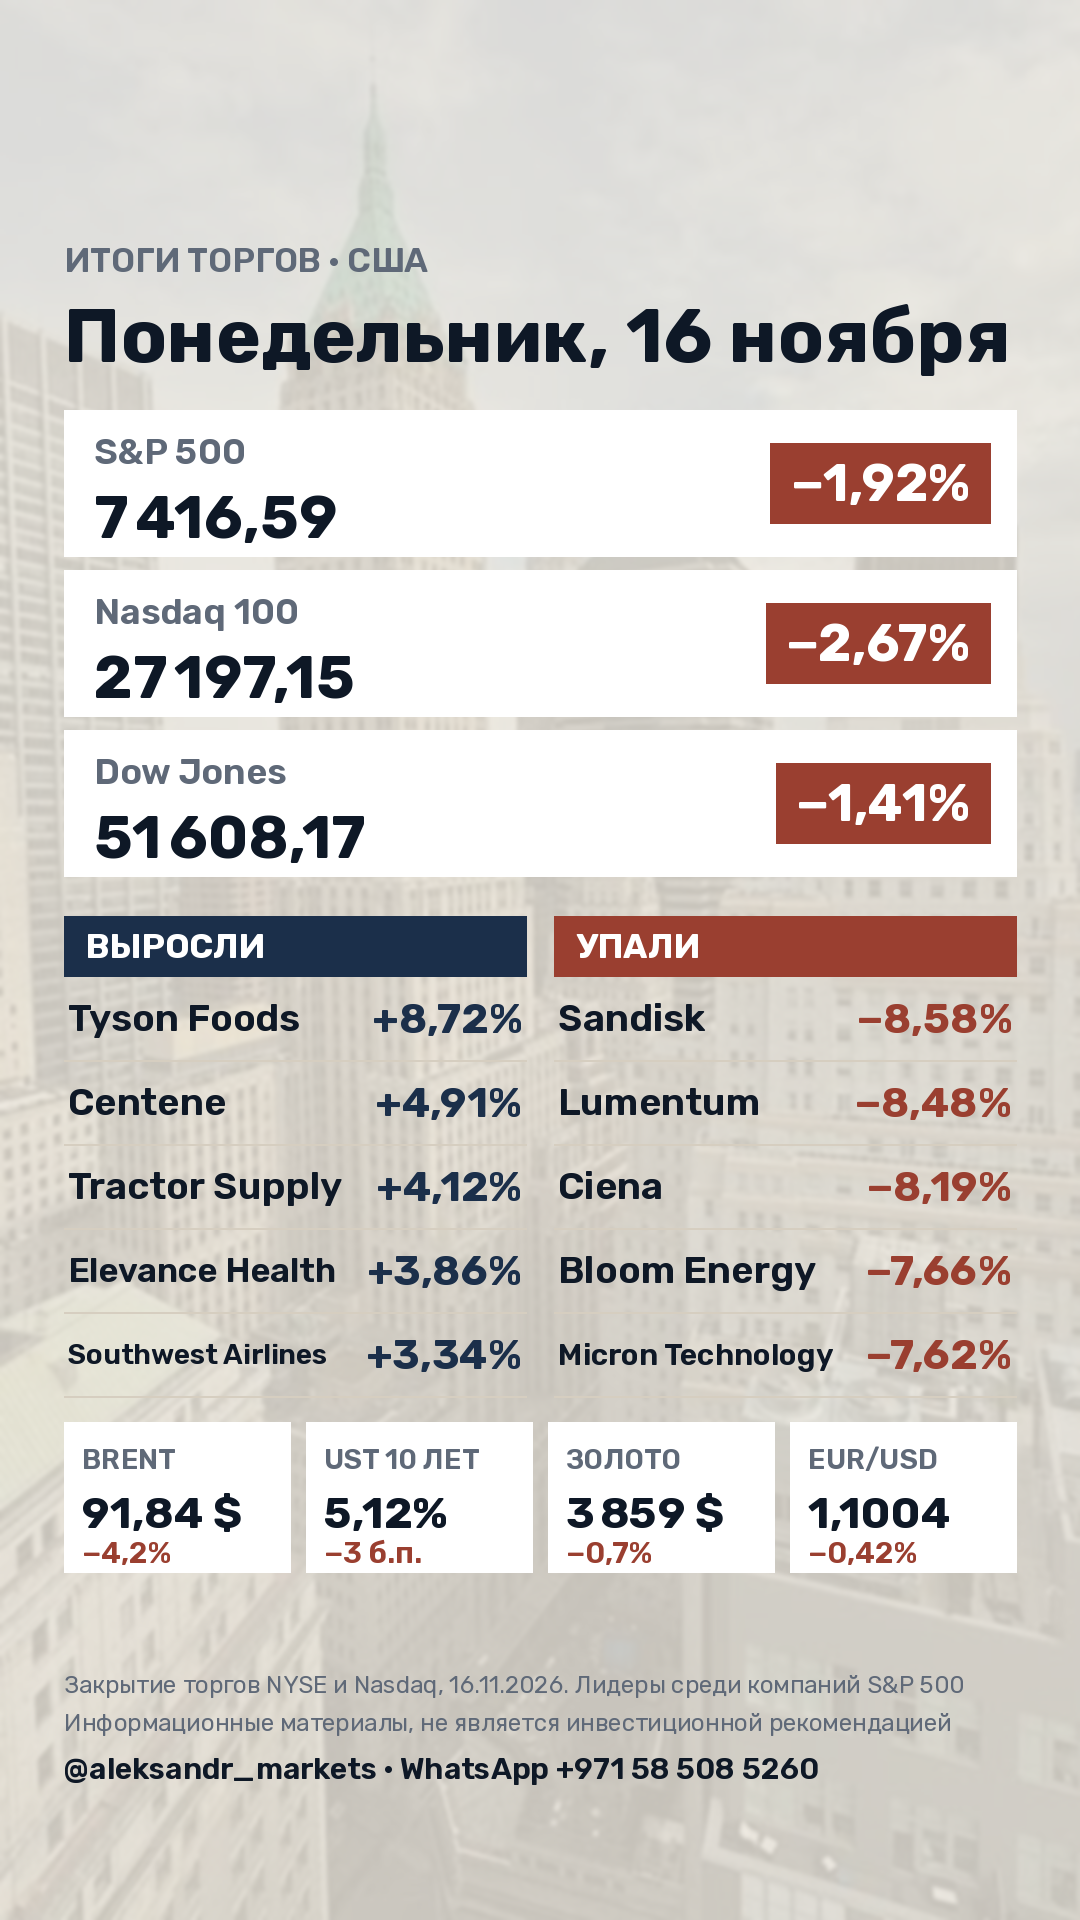 ИТОГИ ТОРГОВ • США
Понедельник, 16 ноября
S&P 500
7 416,59
−1,92%
Nasdaq 100
27 197,15
−2,67%
Dow Jones
51 608,17
−1,41%
ВЫРОСЛИ
Tyson Foods +8,72%
Centene +4,91%
Tractor Supply +4,12%
Elevance Health +3,86%
Southwest Airlines +3,34%
УПАЛИ
Sandisk −8,58%
Lumentum −8,48%
Ciena −8,19%
Bloom Energy −7,66%
Micron Technology −7,62%
BRENT
91,84 $
−4,2%
UST 10 ЛЕТ
5,12%
−3 б.п.
ЗОЛОТО
3 859 $
−0,7%
EUR/USD
1,1004
−0,42%
Закрытие торгов NYSE и Nasdaq, 16.11.2026. Лидеры среди компаний S&P 500
Информационные материалы, не является инвестиционной рекомендацией
@aleksandr_markets • WhatsApp +971 58 508 5260